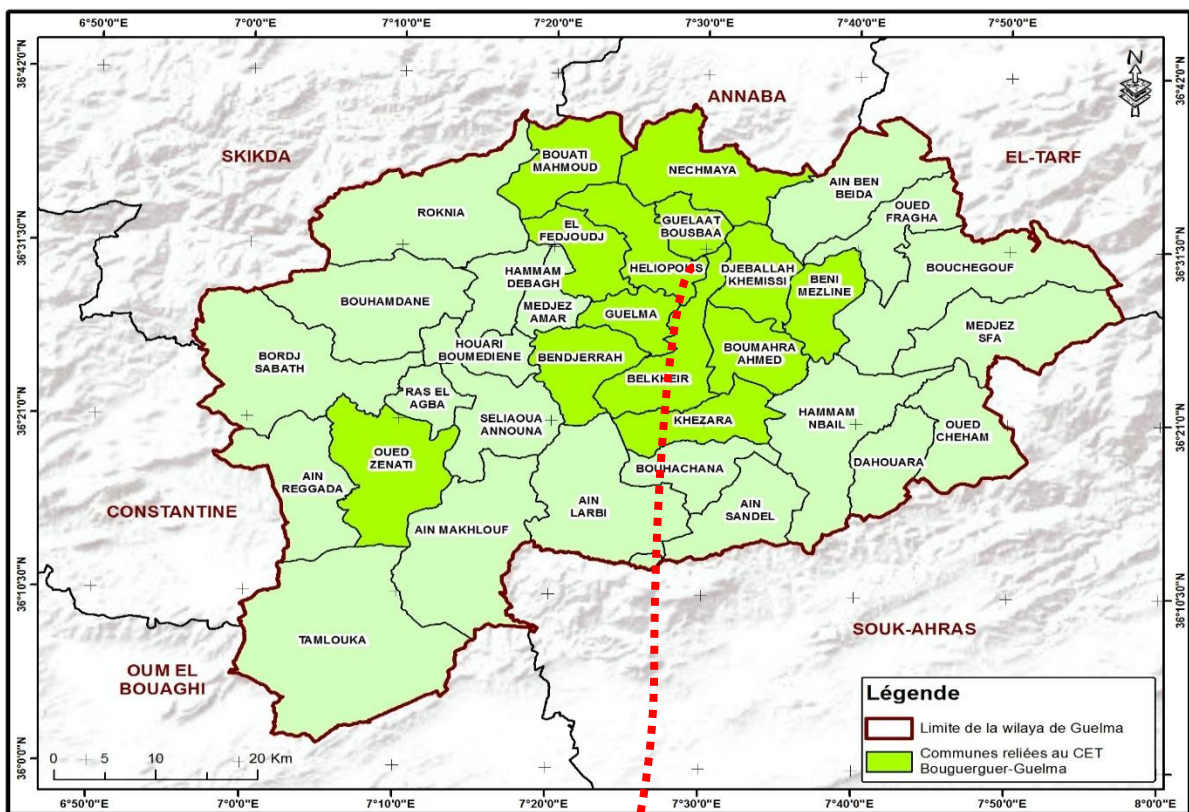 6°50'0"E 7°0'0"E 7°10'0"E 7°20'0"E 7°30'0"E 7°40'0"E 7°50'0"E
36°42'0"N
36°42'0"N
N
ANNABA
SKIKDA
EL-TARF
BOUATI
MAHMOUD
NECHMAYA
AIN BEN
BEIDA
OUED
FRAGHA
ROKNIA
EL
FEDJOUDJ
GUELAAT
BOUSBAA
36°31'30"N
36°31'30"N
HAMMAM
DEBAGH
HELIOPOLIS
DJEBALLAH
KHEMISSI
BENI
MEZLINE
BOUCHEGOUF
BOUHAMDANE
MEDJEZ
AMAR
GUELMA
MEDJEZ
SFA
BORDJ
SABATH
HOUARI
BOUMEDIENE
BENDJERRAH
BOUMAHRA
AHMED
RAS EL
AGBA
BELKHEIR
36°21'0"N
36°21'0"N
SELIAOUA
ANNOUNA
KHEZARA
HAMMAM
NBAIL
OUED
CHEHAM
OUED
ZENATI
AIN
REGGADA
BOUHACHANA
DAHOUARA
CONSTANTINE
AIN
LARBI
AIN
SANDEL
AIN MAKHLOUF
36°10'30"N
36°10'30"N
SOUK-AHRAS
TAMLOUKA
OUM EL
BOUAGHI
Légende
Limite de la wilaya de Guelma
Communes reliées au CET
Bouguerguer-Guelma
36°0'0"N
0 5 10 20 Km
6°50'0"E 7°0'0"E 7°10'0"E 7°20'0"E 7°30'0"E 7°40'0"E 7°50'0"E 8°0'0"E